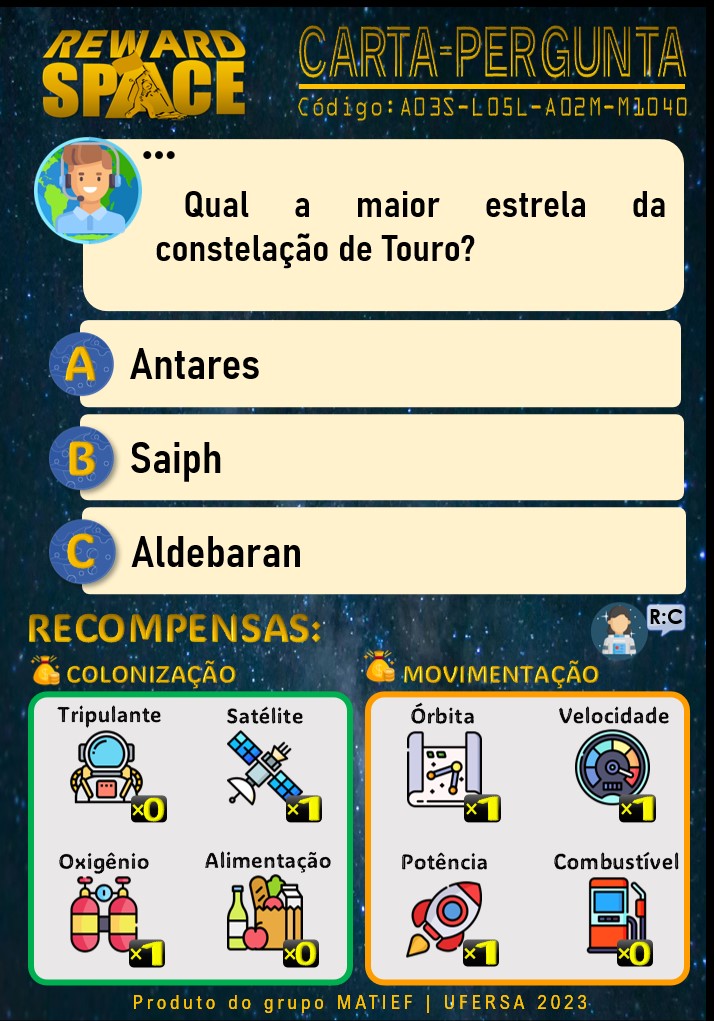 REWARD
SPACE
CARTA-PERGUNTA
Código:A03S-L05L-A02M-M1040
...
Qual a maior estrela da
constelação de Touro?
A Antares
B Saiph
C Aldebaran
R:C
RECOMPENSAS:
COLONIZAÇÃO
Tripulante
×0
Satélite
×1
Oxigênio
×1
Alimentação
×0
MOVIMENTAÇÃO
Órbita
×1
Velocidade
×1
Potência
×1
Combustível
×0
Produto do grupo MATIEF | UFERSA 2023